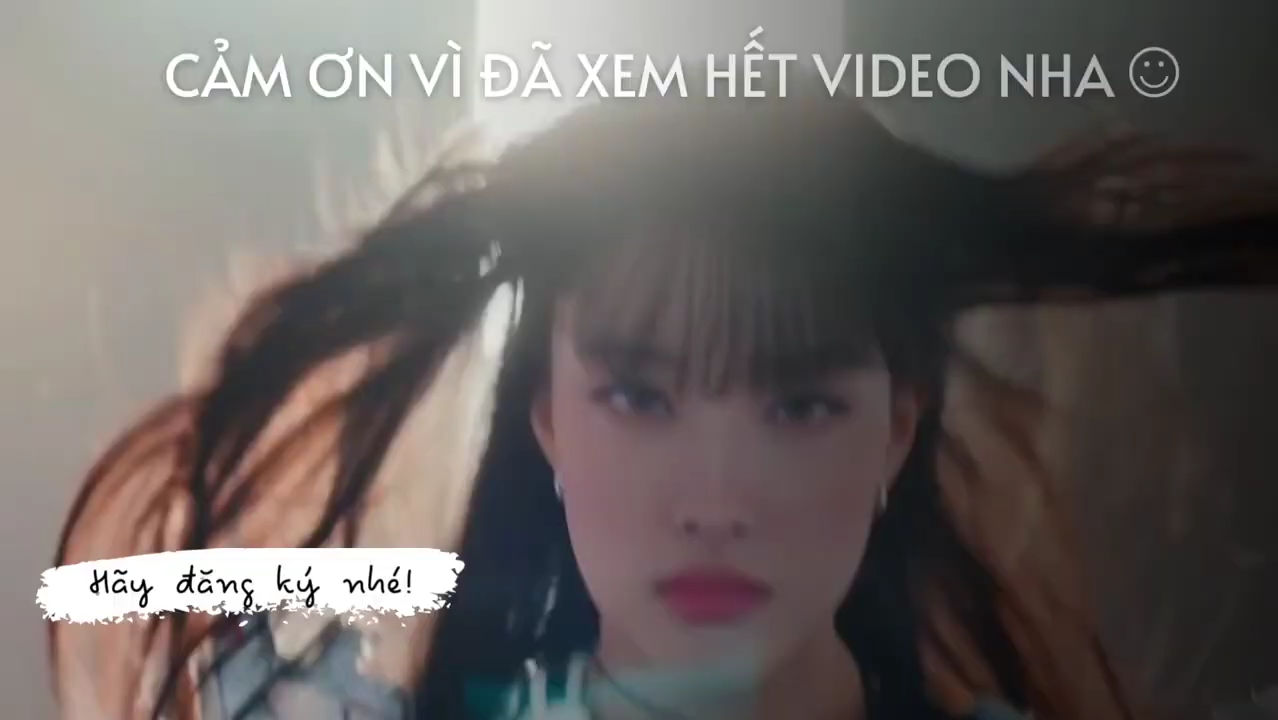 CẢM ƠN VÌ ĐÃ XEM HẾT VIDEO NHA ☺
Hãy đăng ký nhé!